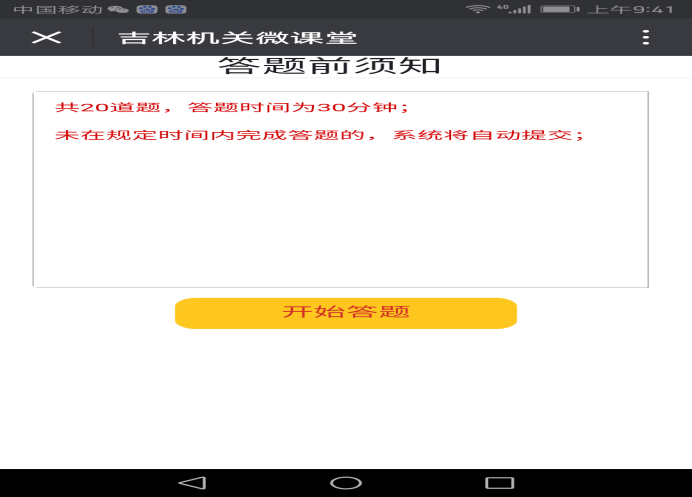 中国移动 4G 上午9:41
吉林机关微课堂
答题前须知
共20道题，答题时间为30分钟；
未在规定时间内完成答题的，系统将自动提交；
开始答题